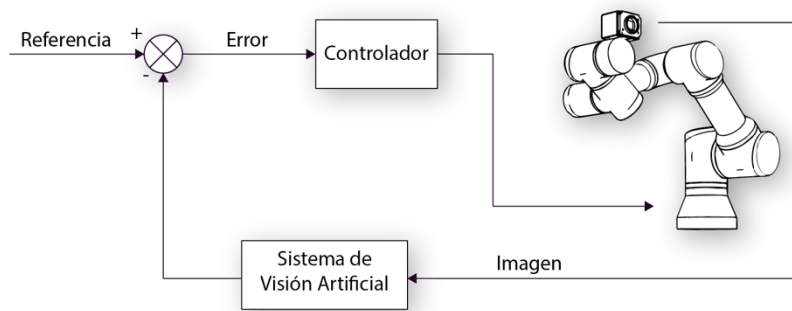 Referencia
+
-
Error
Controlador
Sistema de
Visión Artificial
Imagen